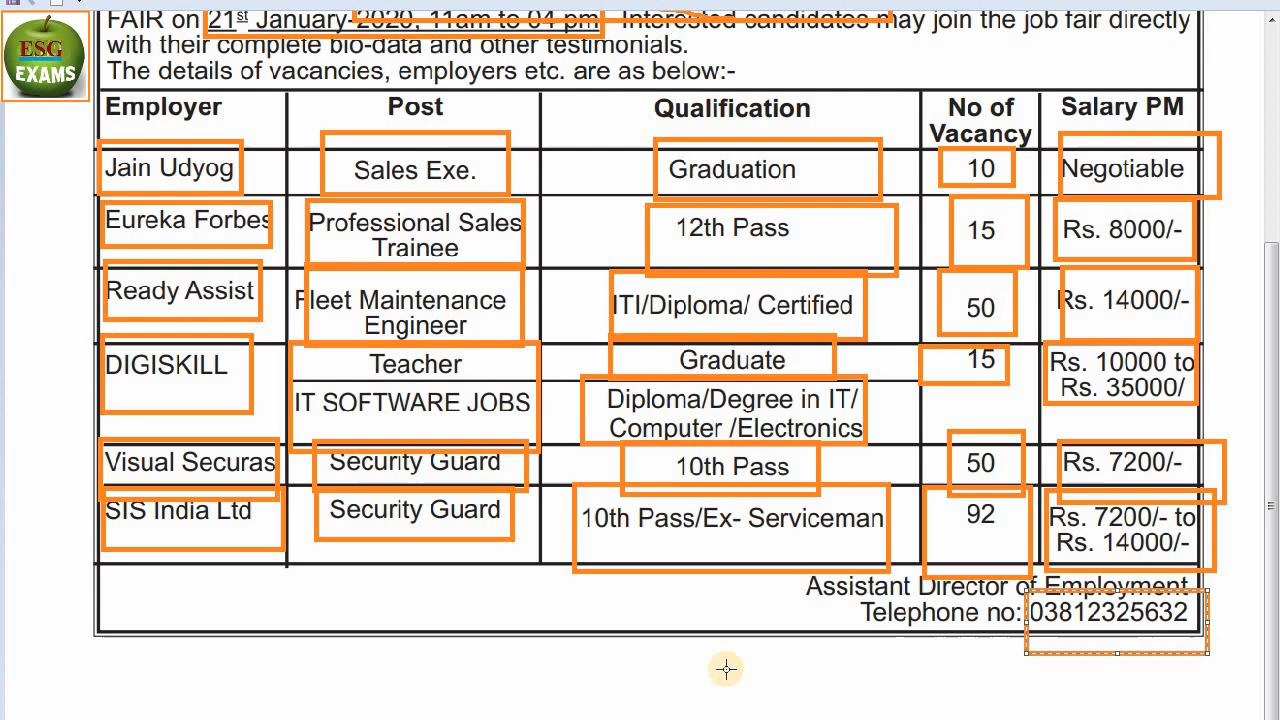 ESG
EXAMS
FAIR on 21st January-2020, 11am to 04 pm. Interested candidates may join the job fair directly
with their complete bio-data and other testimonials.
The details of vacancies, employers etc. are as below:-
Employer Post Qualification No of Vacancy Salary PM
Jain Udyog Sales Exe. Graduation 10 Negotiable
Eureka Forbes Professional Sales Trainee 12th Pass 15 Rs. 8000/-
Ready Assist Fleet Maintenance Engineer ITI/Diploma/ Certified 50 Rs. 14000/-
DIGISKILL Teacher Graduate 15 Rs. 10000 to Rs. 35000/
IT SOFTWARE JOBS Diploma/Degree in IT/ Computer /Electronics
Visual Securas Security Guard 10th Pass 50 Rs. 7200/-
SIS India Ltd Security Guard 10th Pass/Ex- Serviceman 92 Rs. 7200/- to Rs. 14000/-
Assistant Director of Employment
Telephone no: 03812325632